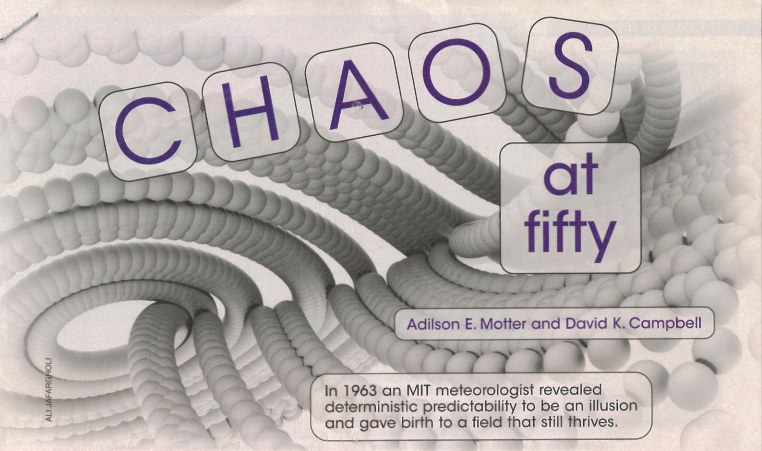 CHAOS
at
fifty
Adilson E. Motter and David K. Campbell
In 1963 an MIT meteorologist revealed
deterministic predictability to be an illusion
and gave birth to a field that still thrives.
ALI JAFARGHOLI